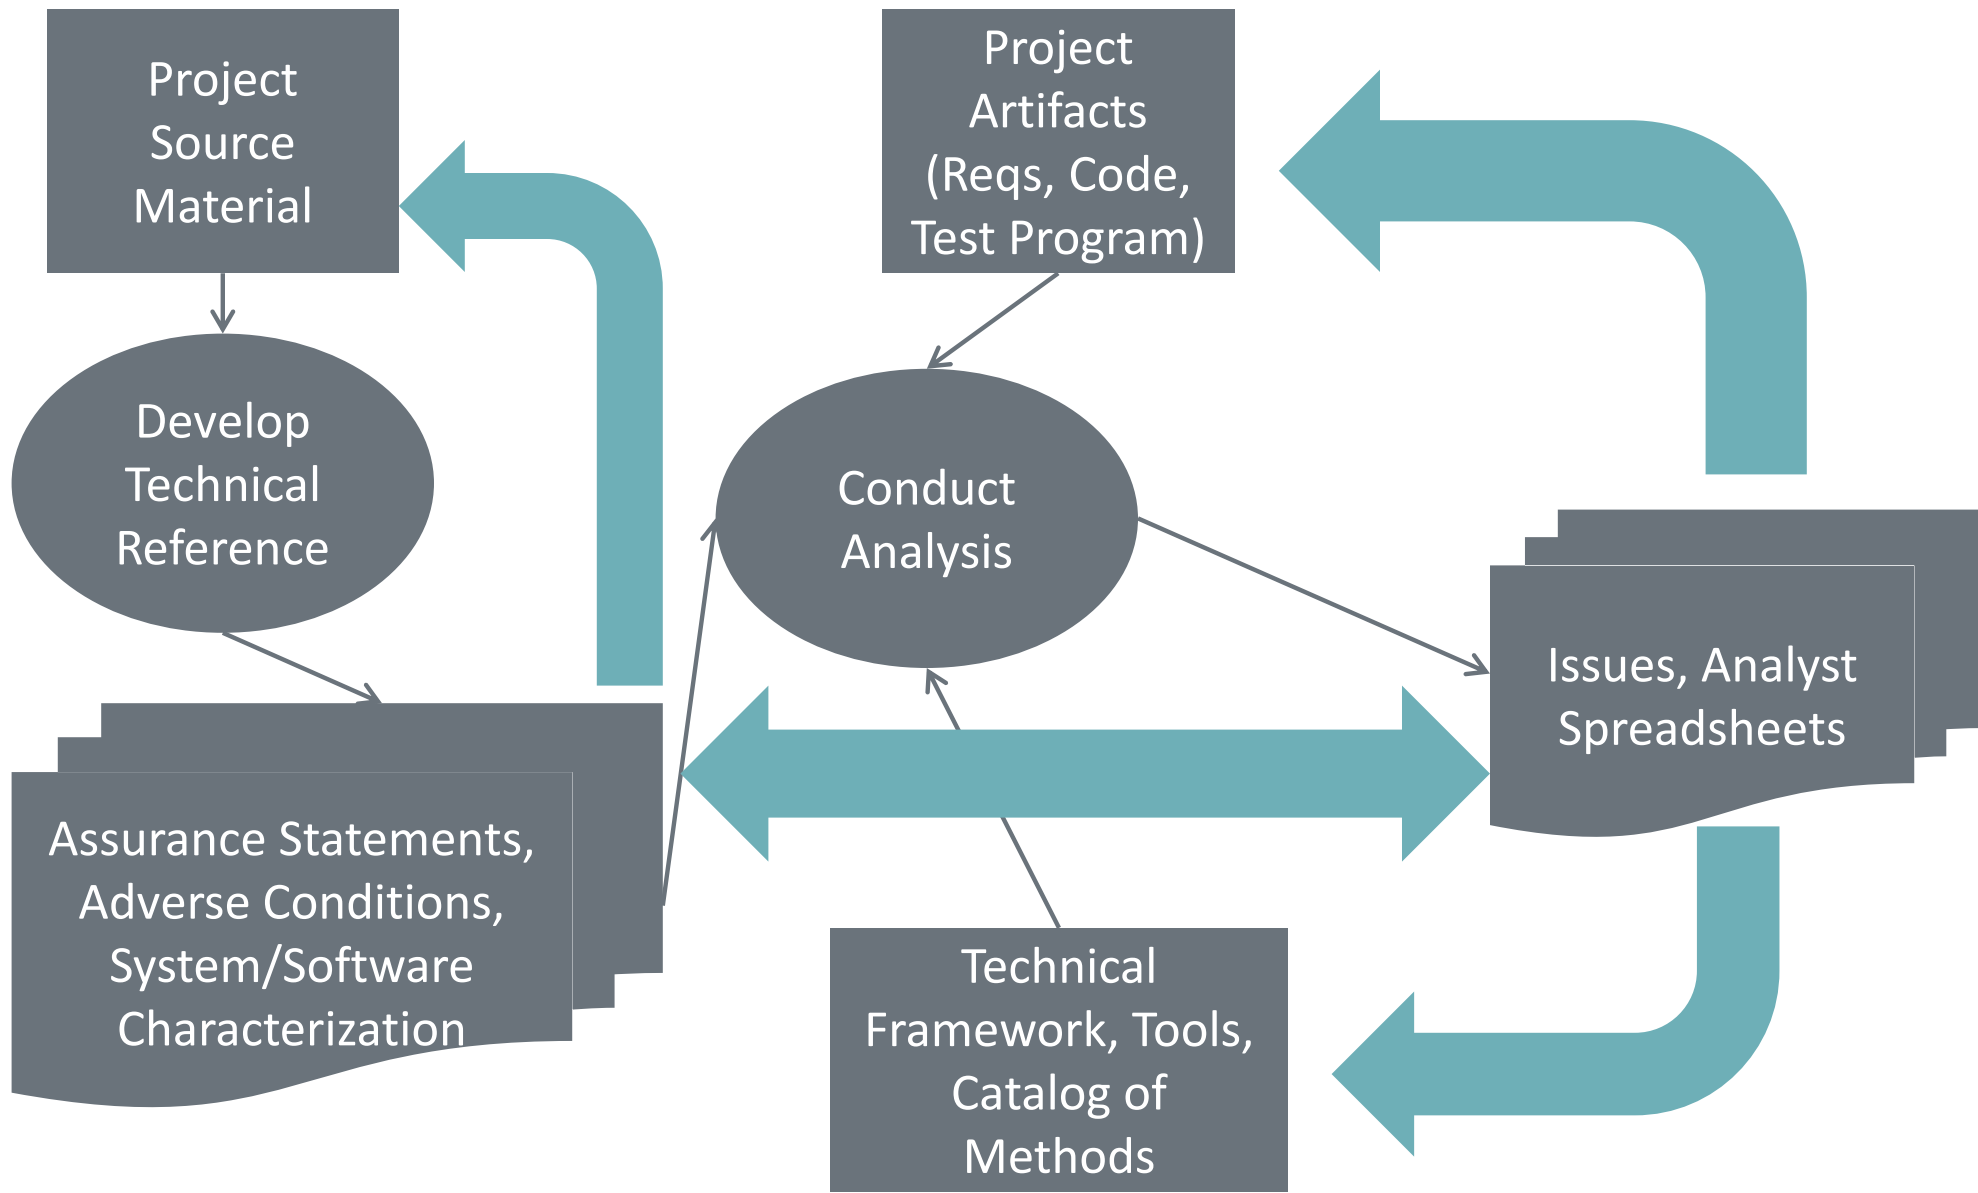 Project
Source
Material
Project
Artifacts
(Reqs, Code,
Test Program)
Develop
Technical
Reference
Conduct
Analysis
Issues, Analyst
Spreadsheets
Assurance Statements,
Adverse Conditions,
System/Software
Characterization
Technical
Framework, Tools,
Catalog of
Methods